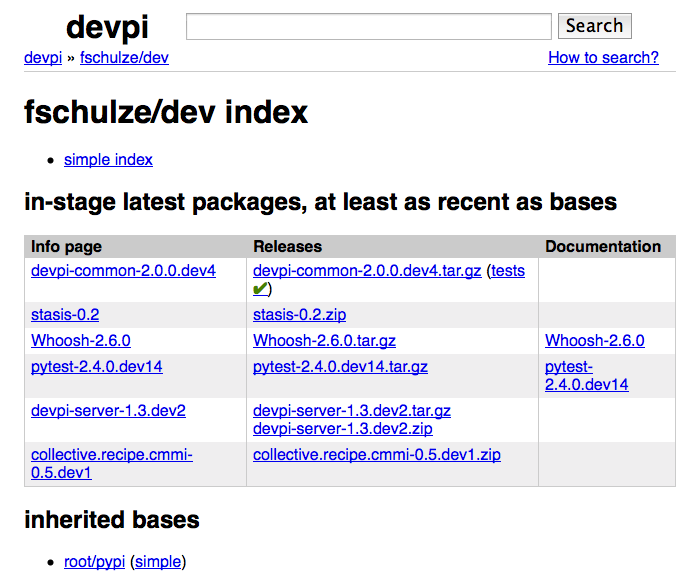 devpi
Search
devpi » fschulze/dev
How to search?
fschulze/dev index
• simple index
in-stage latest packages, at least as recent as bases
Info page Releases Documentation
devpi-common-2.0.0.dev4 devpi-common-2.0.0.dev4.tar.gz (tests
✔)
stasis-0.2 stasis-0.2.zip
Whoosh-2.6.0 Whoosh-2.6.0.tar.gz Whoosh-2.6.0
pytest-2.4.0.dev14 pytest-2.4.0.dev14.tar.gz pytest-
2.4.0.dev14
devpi-server-1.3.dev2 devpi-server-1.3.dev2.tar.gz
devpi-server-1.3.dev2.zip
collective.recipe.cmmi- collective.recipe.cmmi-0.5.dev1.zip
0.5.dev1
inherited bases
• root/pypi (simple)